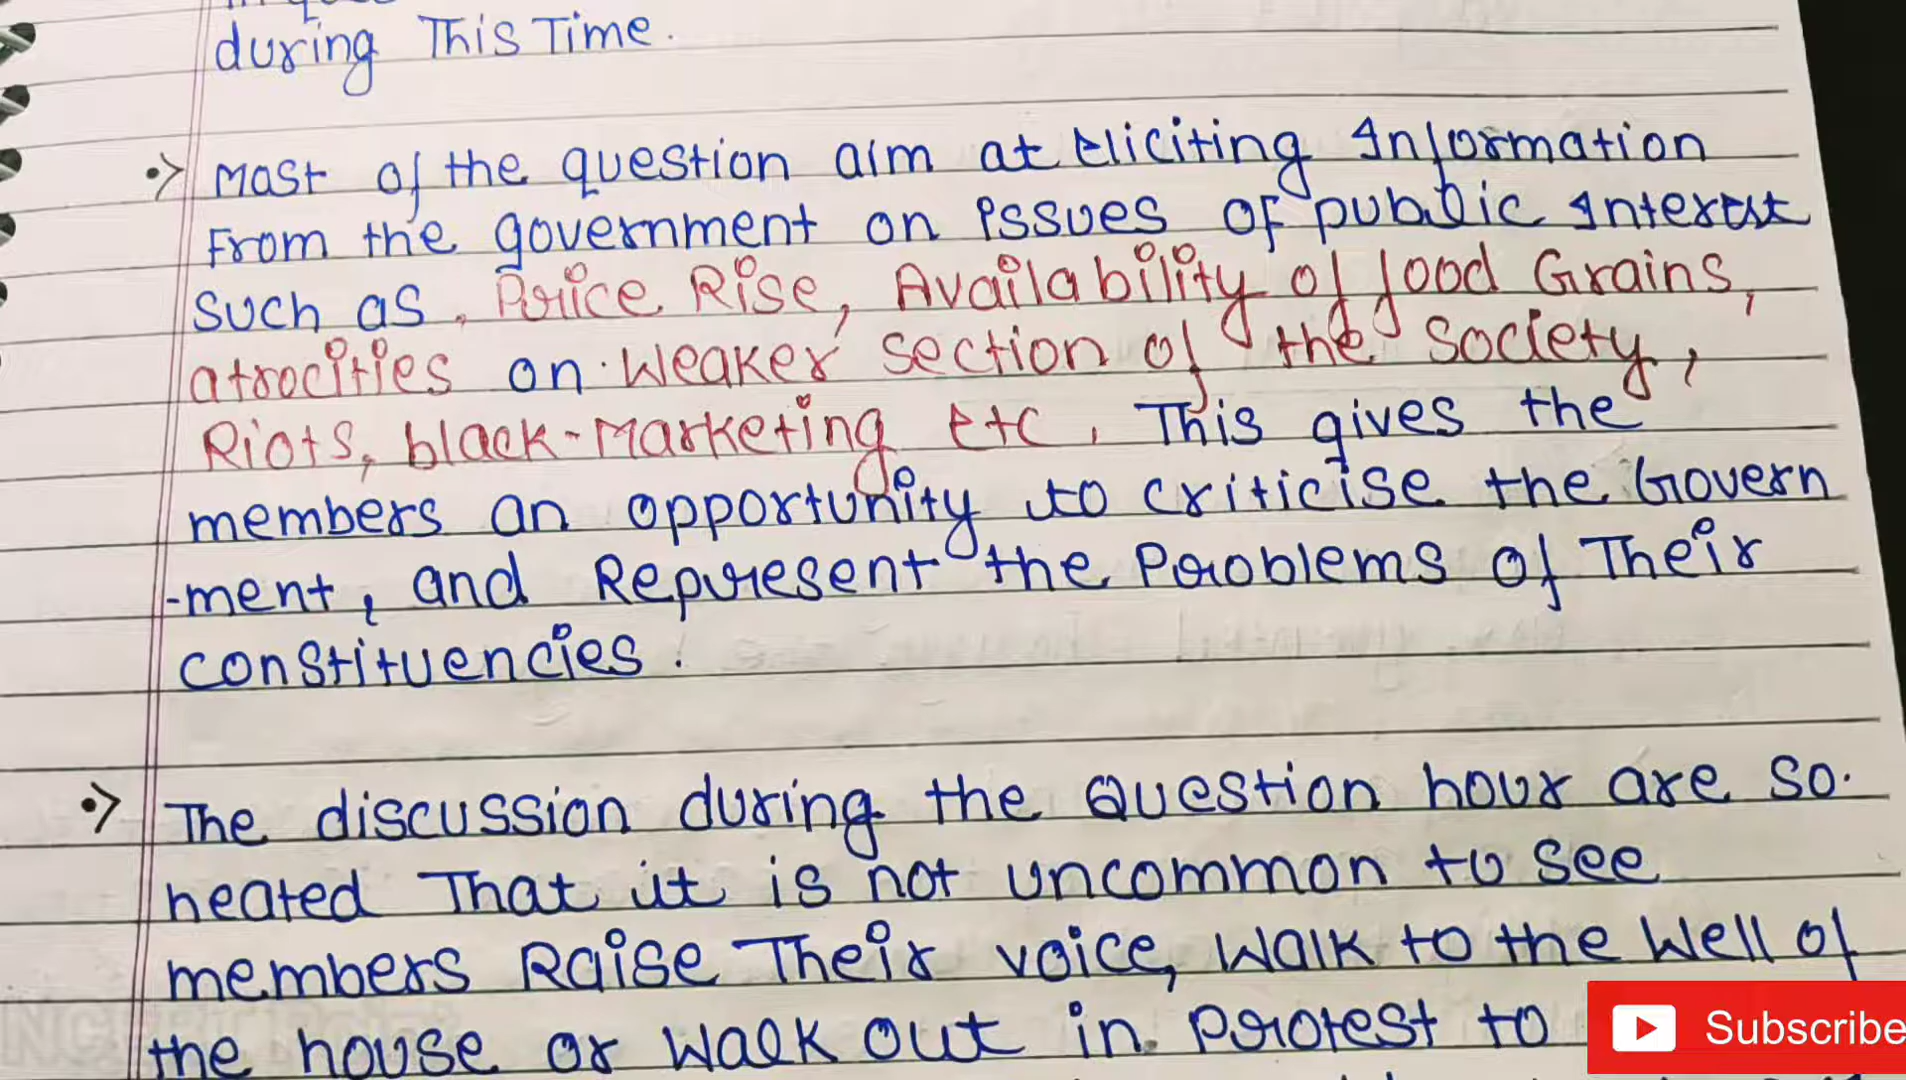 during This Time.
•> Most of the question aim at eliciting Information
From the government on issues of public Interest
such as, Price Rise, Availability of food Grains,
atrocities on weaker section of the society,
Riots, black-Marketing etc. This gives the
members an opportunity to criticise the Govern
-ment, and Represent the Problems of Their
constituencies.
•> The discussion during the Question hour are so
heated That it is not uncommon to see
members Raise Their voice, walk to the well of
the house or walk out in Protest to
Subscribe